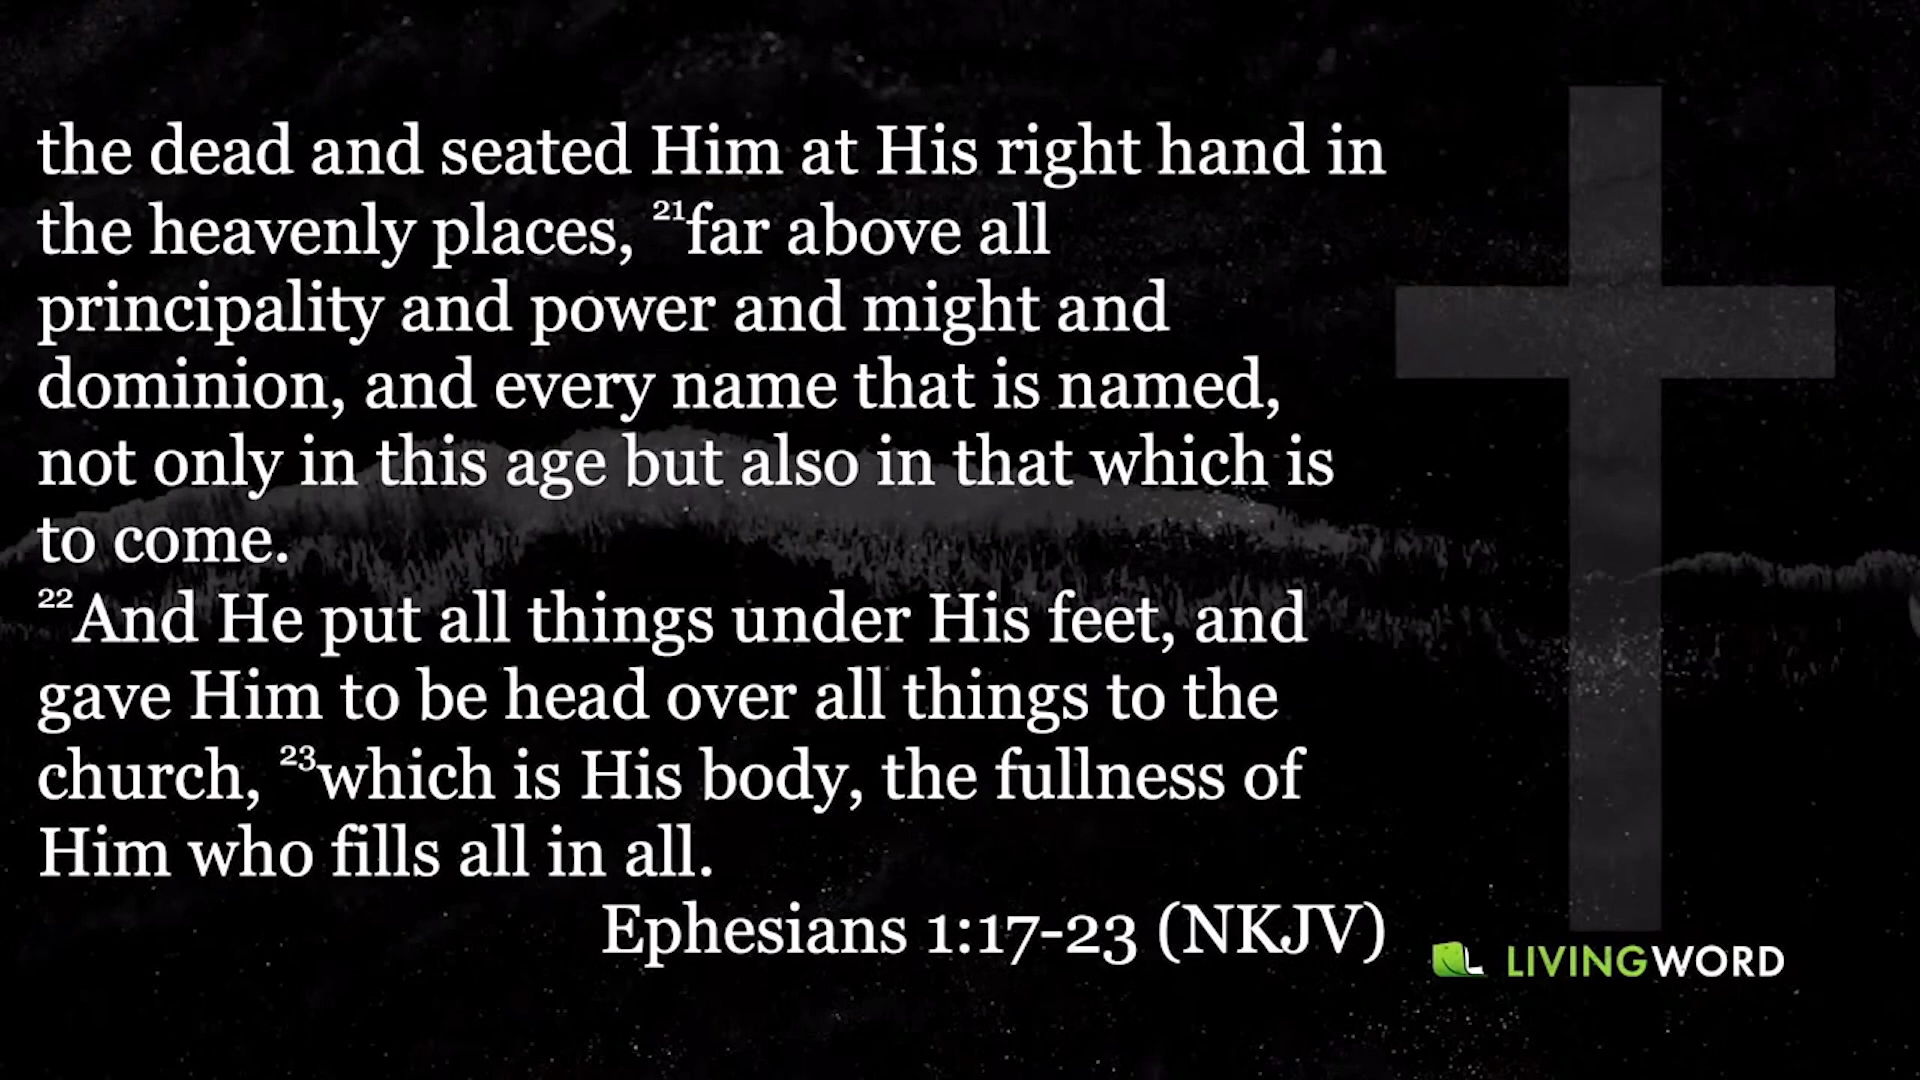 the dead and seated Him at His right hand in
the heavenly places, ²¹far above all
principality and power and might and
dominion, and every name that is named,
not only in this age but also in that which is
to come.
²²And He put all things under His feet, and
gave Him to be head over all things to the
church, ²³which is His body, the fullness of
Him who fills all in all.
Ephesians 1:17-23 (NKJV)
LIVINGWORD